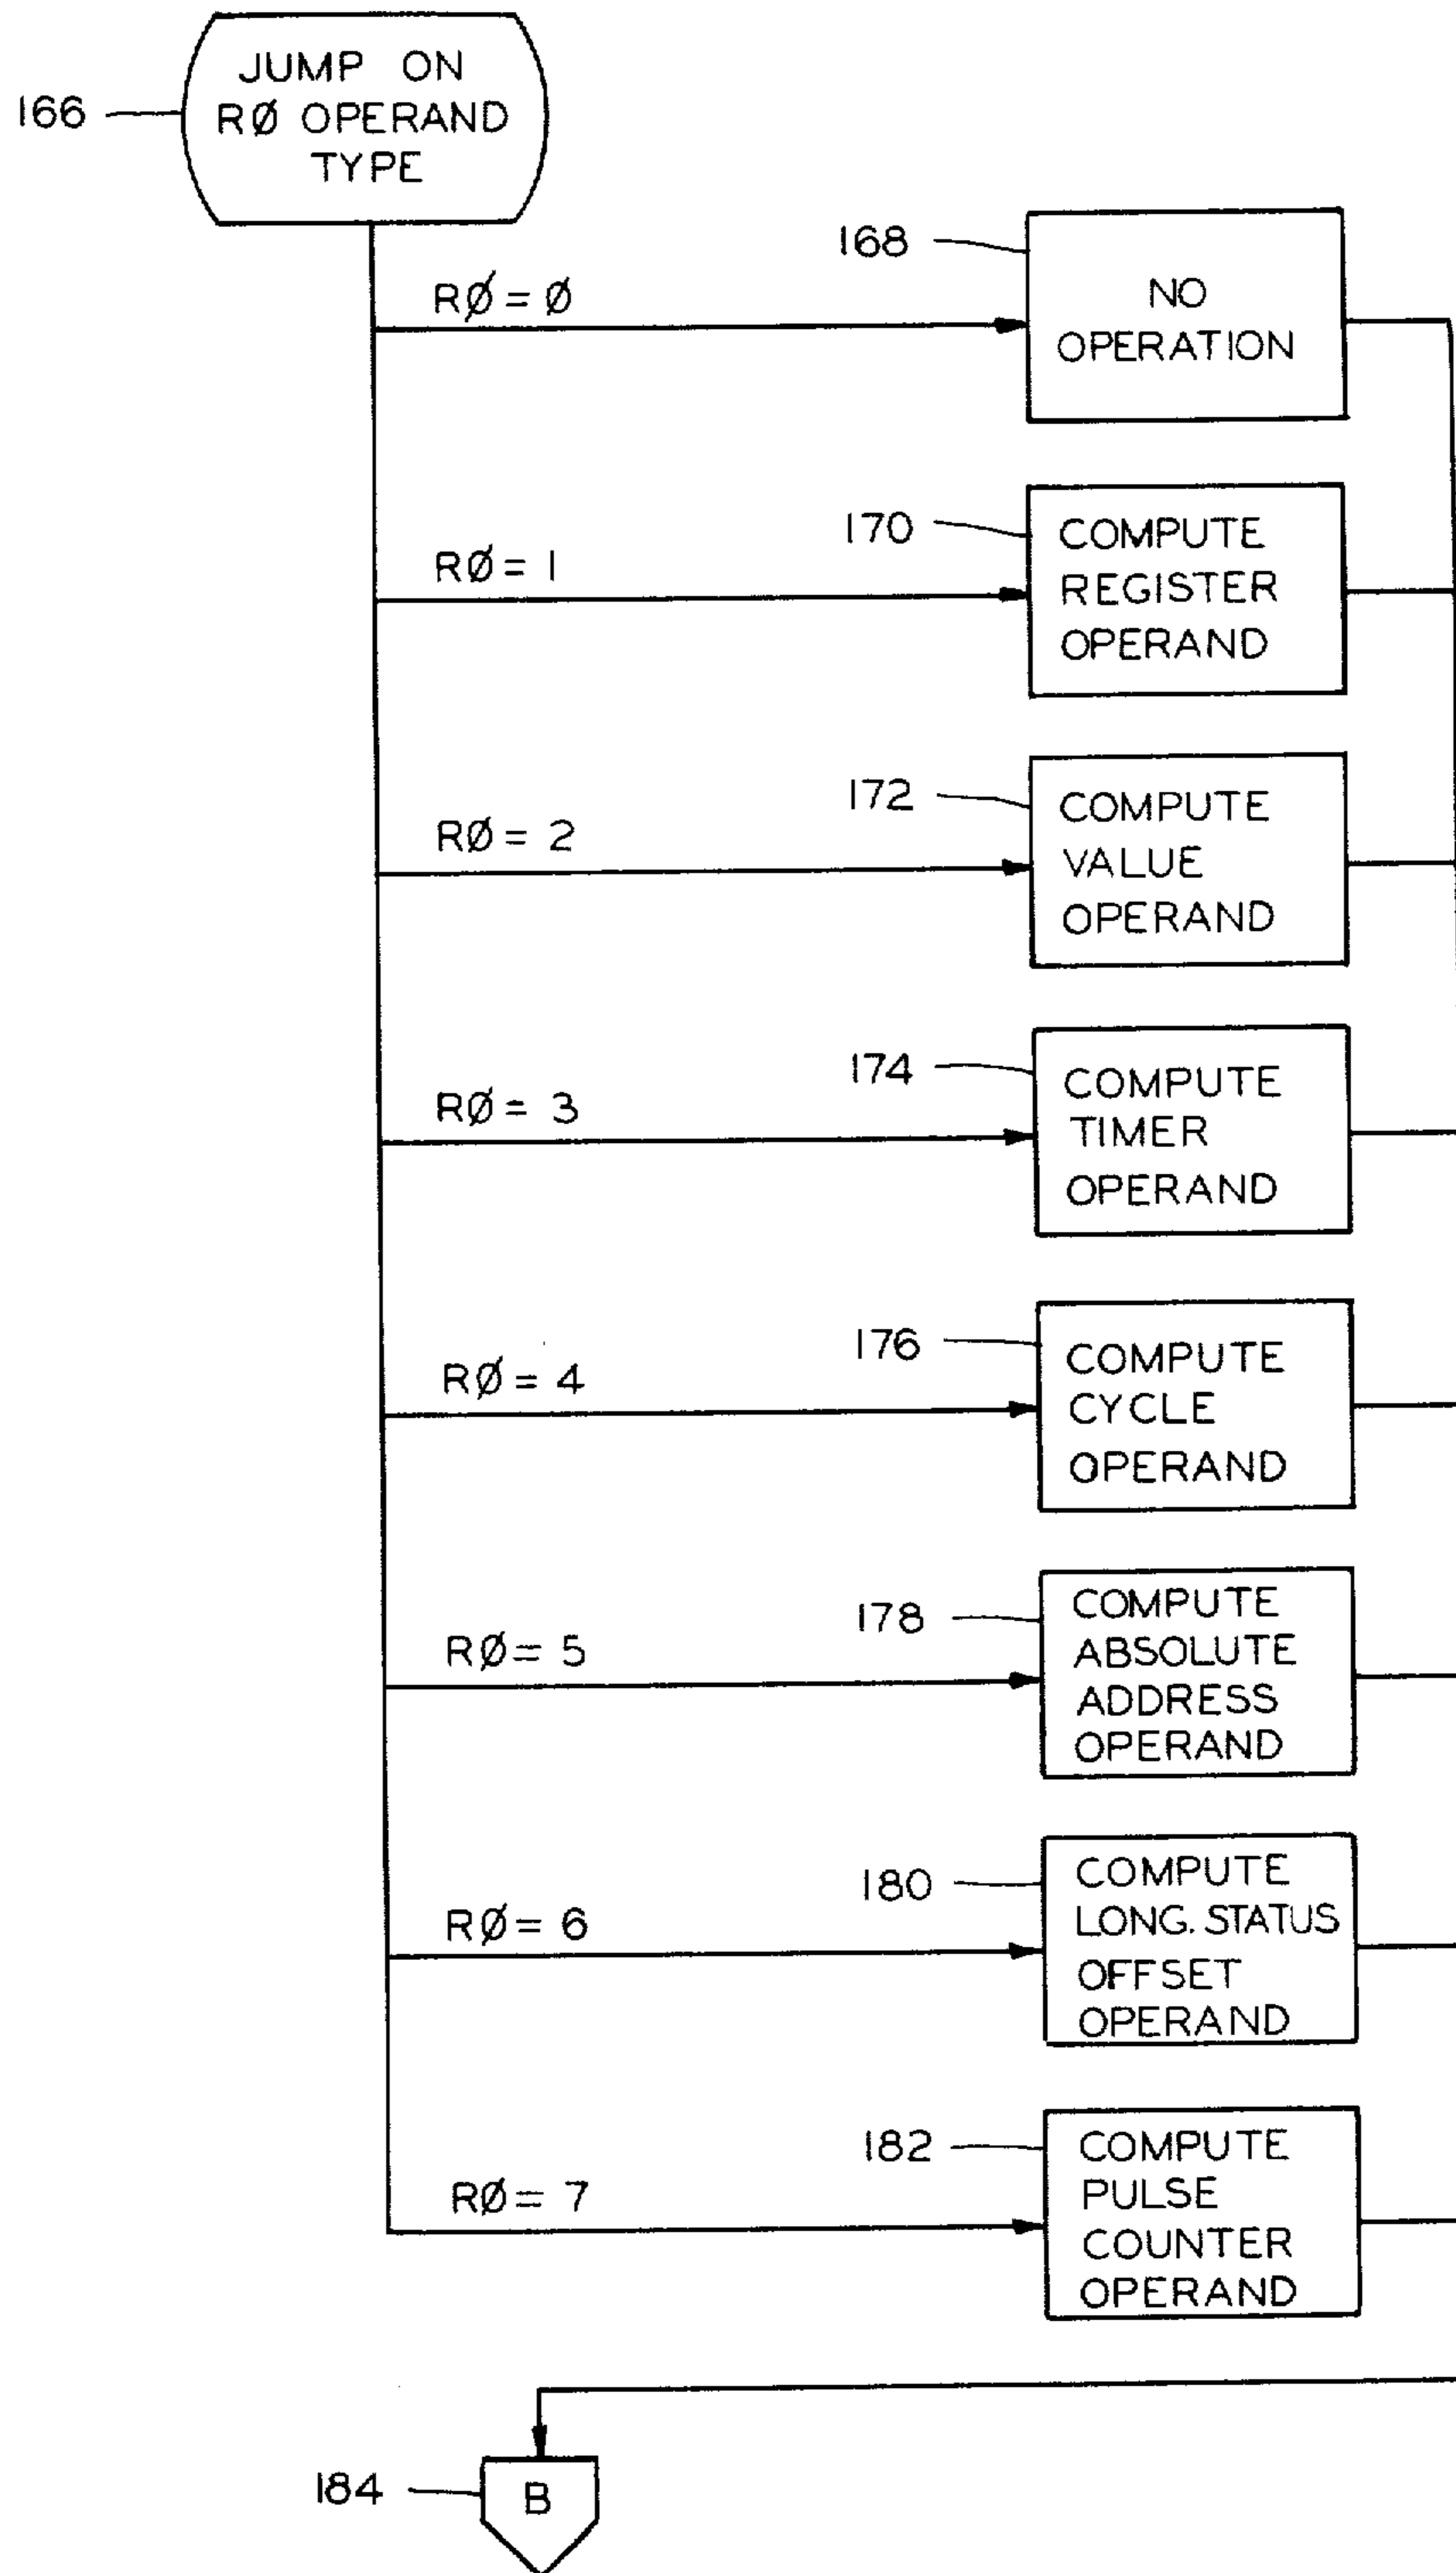 JUMP ON
RØ OPERAND
TYPE
166
168
RØ = Ø
NO
OPERATION
170
RØ = 1
COMPUTE
REGISTER
OPERAND
172
RØ = 2
COMPUTE
VALUE
OPERAND
174
RØ = 3
COMPUTE
TIMER
OPERAND
176
RØ = 4
COMPUTE
CYCLE
OPERAND
178
RØ = 5
COMPUTE
ABSOLUTE
ADDRESS
OPERAND
180
RØ = 6
COMPUTE
LONG. STATUS
OFFSET
OPERAND
182
RØ = 7
COMPUTE
PULSE
COUNTER
OPERAND
184
B